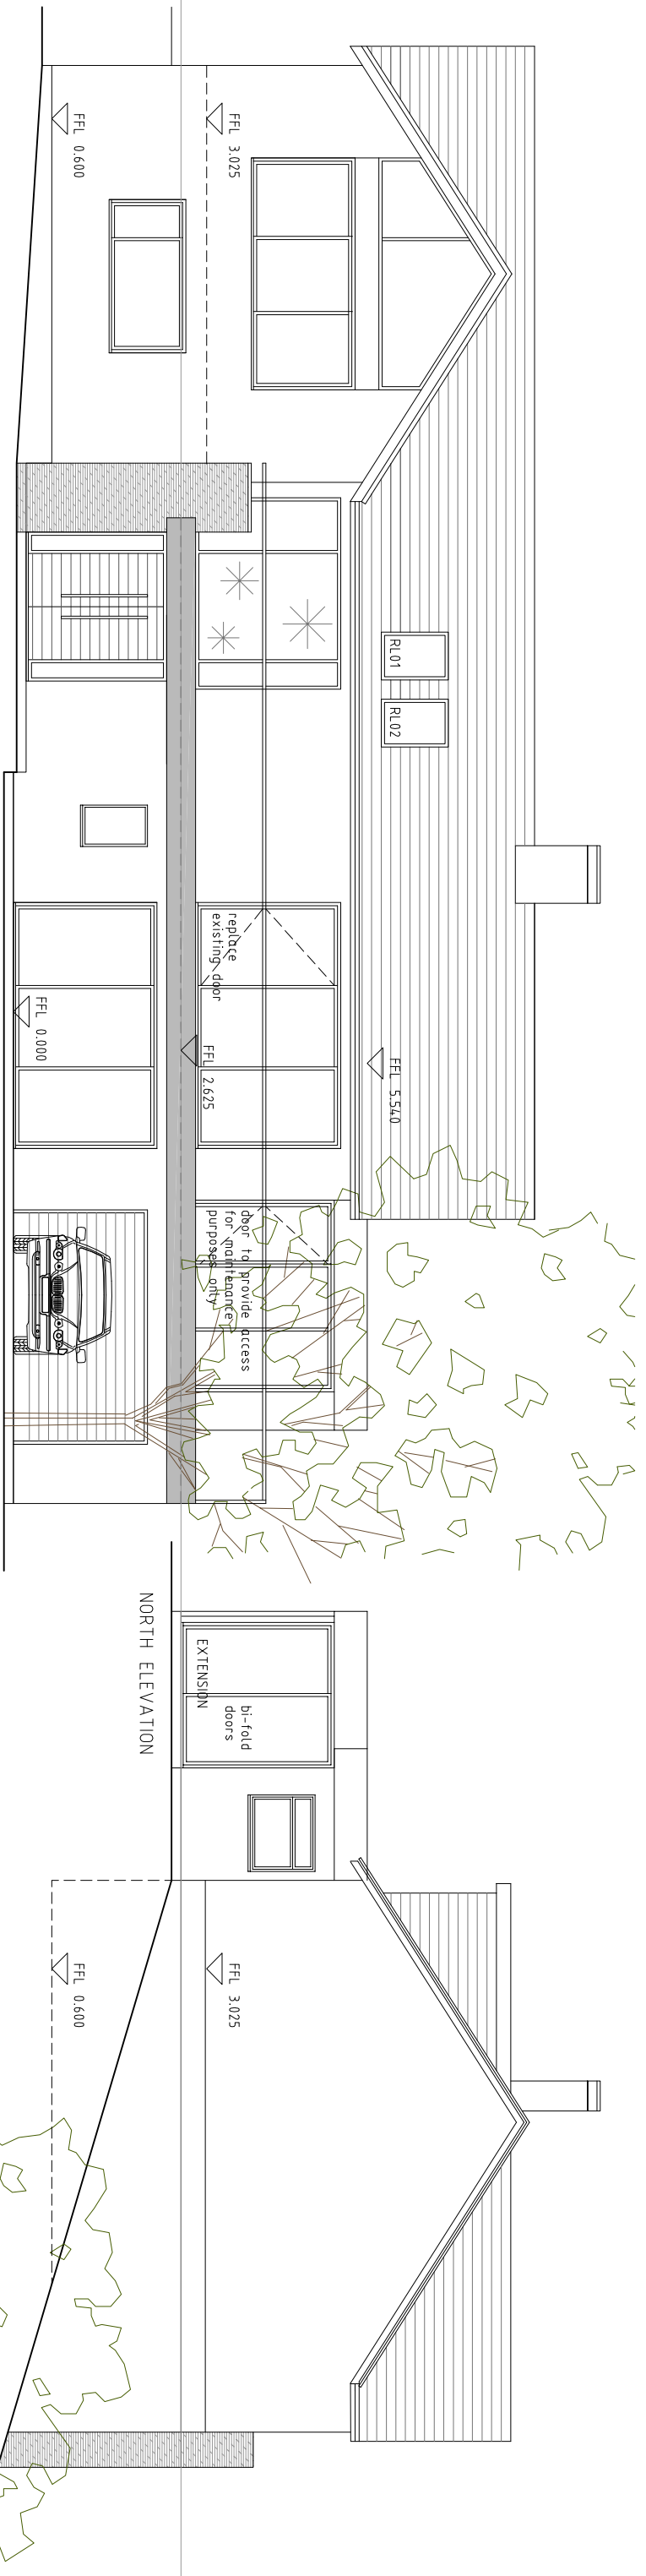 FFL 0.600
FFL 3.025
RL01
RL02
replace
existing door
FFL 0.000
FFL 2.625
FFL 5.540
door to provide access
for maintenance
purposes only
NORTH ELEVATION
EXTENSION
bi-fold
doors
FFL 0.600
FFL 3.025